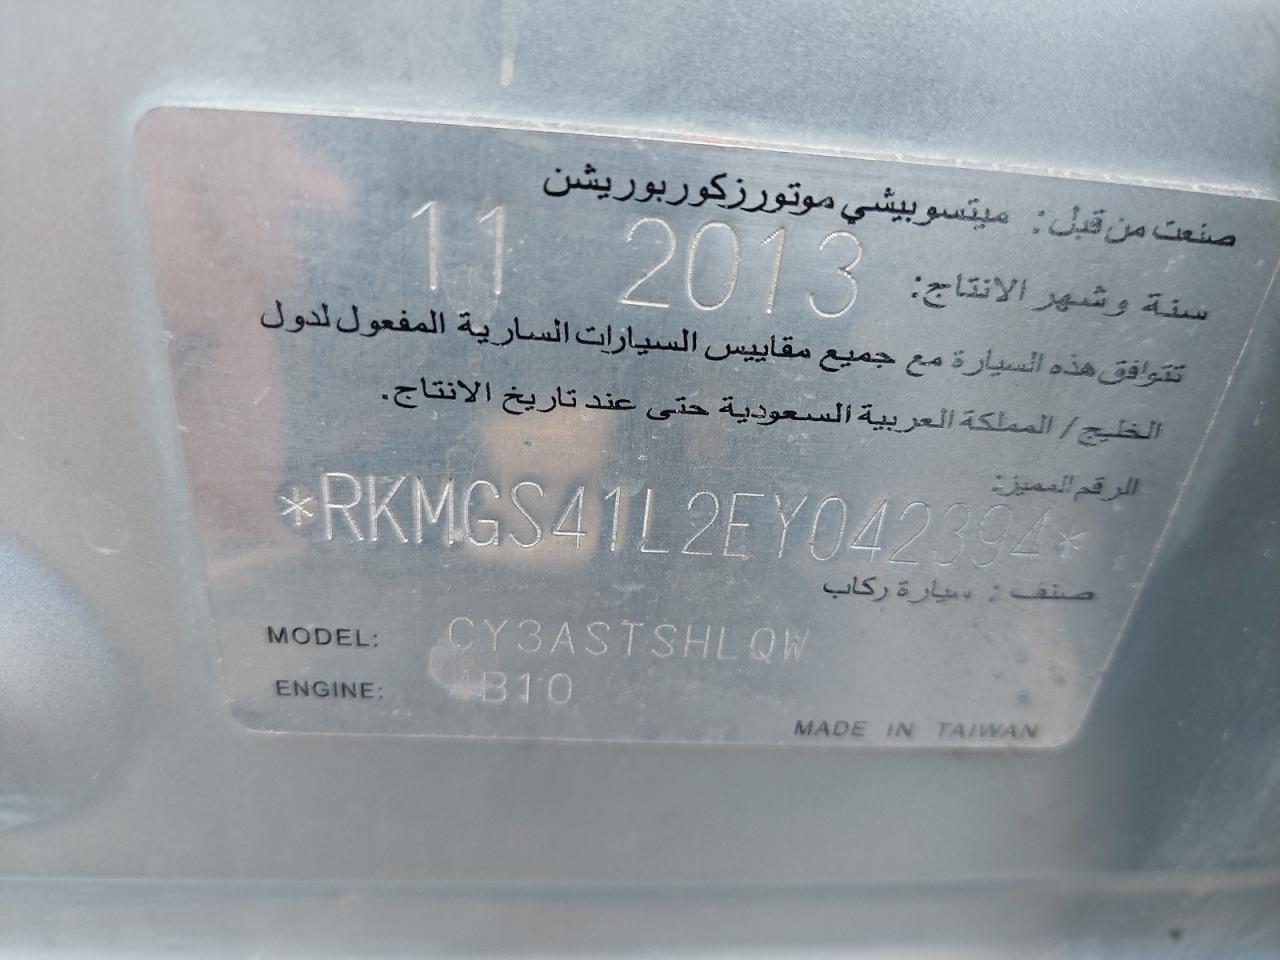 صنعت من قبل: ميتسوبيشي موتورز كوربوريشن
سنة وشهر الانتاج: 2013 11
تتوافق هذه السيارة مع جميع مقاييس السيارات السارية المفعول لدول
الخليج / المملكة العربية السعودية حتى عند تاريخ الانتاج.
الرقم المميز:
*RKMGS41L2EY042394*
صنف: سيارة ركاب
MODEL: CY3ASTSHLQW
ENGINE: 4B10
MADE IN TAIWAN